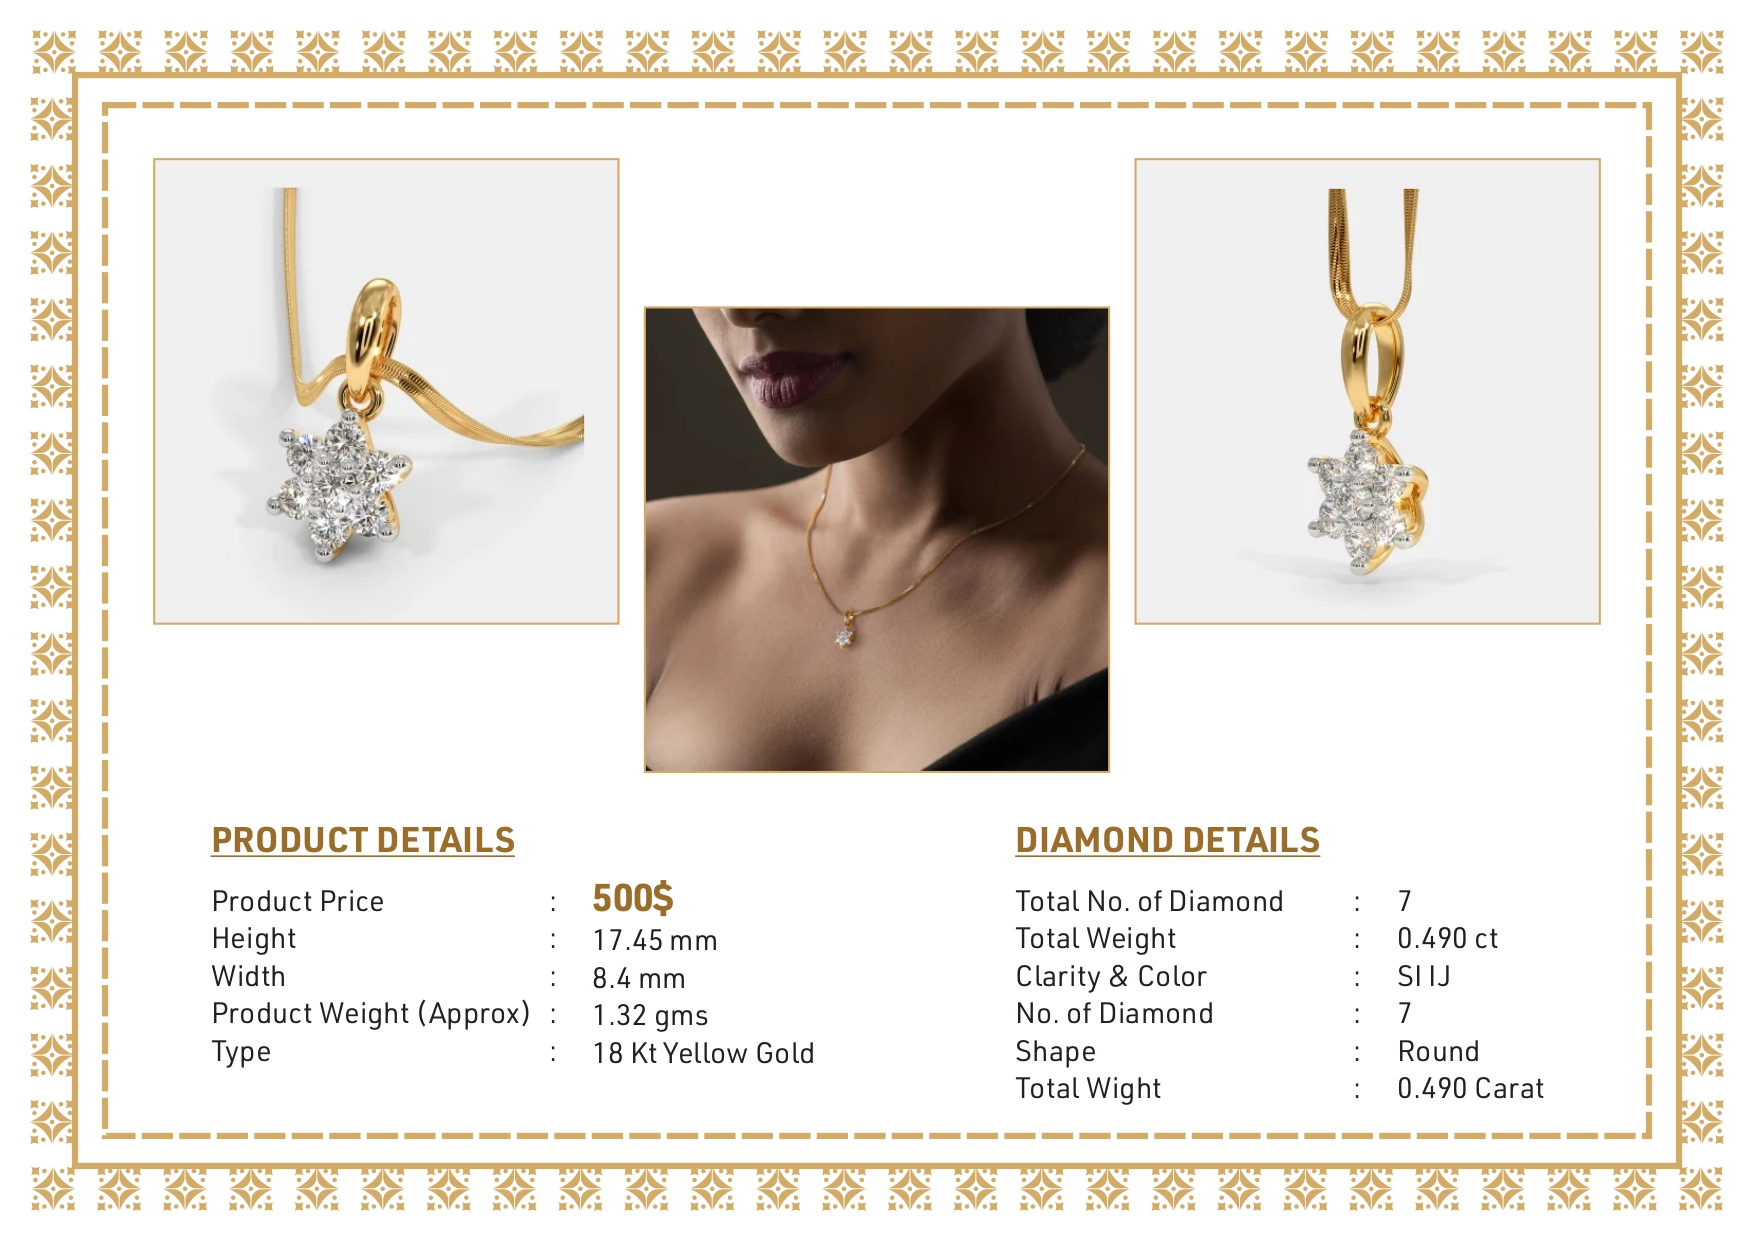 PRODUCT DETAILS
Product Price : 500$
Height : 17.45 mm
Width : 8.4 mm
Product Weight (Approx) : 1.32 gms
Type : 18 Kt Yellow Gold
DIAMOND DETAILS
Total No. of Diamond : 7
Total Weight : 0.490 ct
Clarity & Color : SI IJ
No. of Diamond : 7
Shape : Round
Total Wight : 0.490 Carat